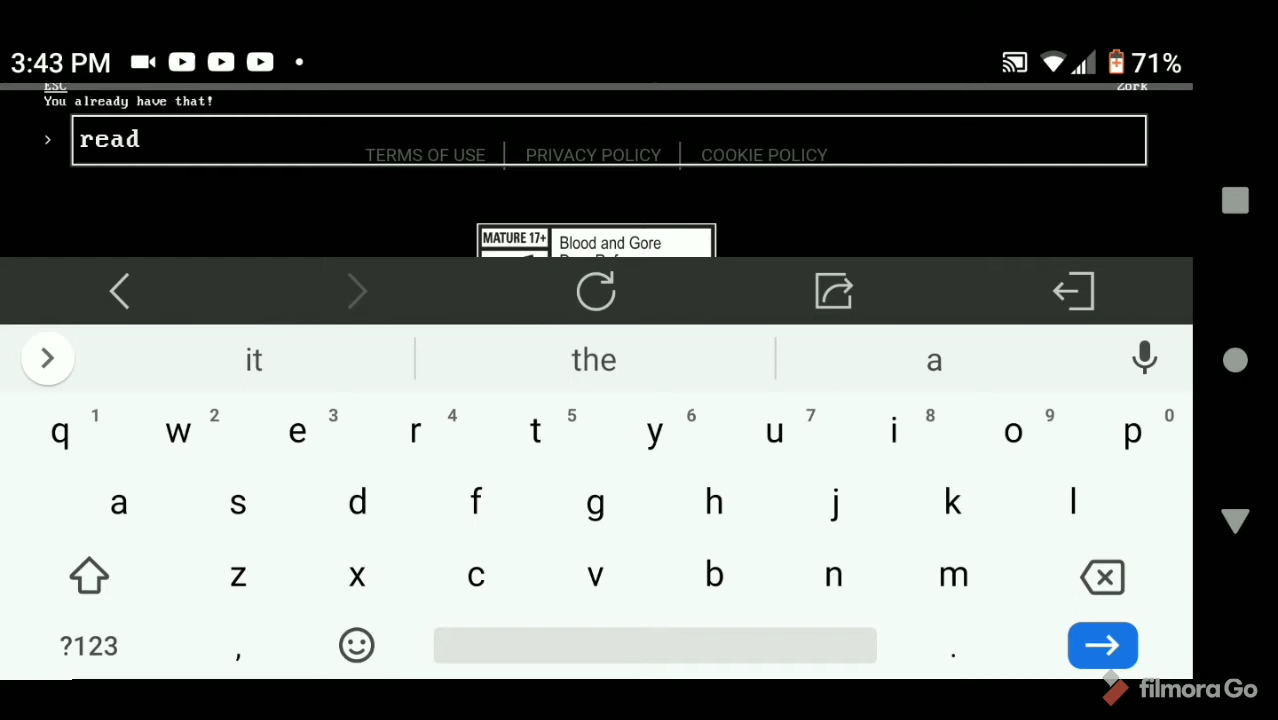 3:43 PM 71%
ESC Zork
You already have that!
> read
TERMS OF USE | PRIVACY POLICY | COOKIE POLICY
MATURE 17+ Blood and Gore
it the a
q 1 w 2 e 3 r 4 t 5 y 6 u 7 i 8 o 9 p 0
a s d f g h j k l
z x c v b n m
?123 , .
filmoraGo